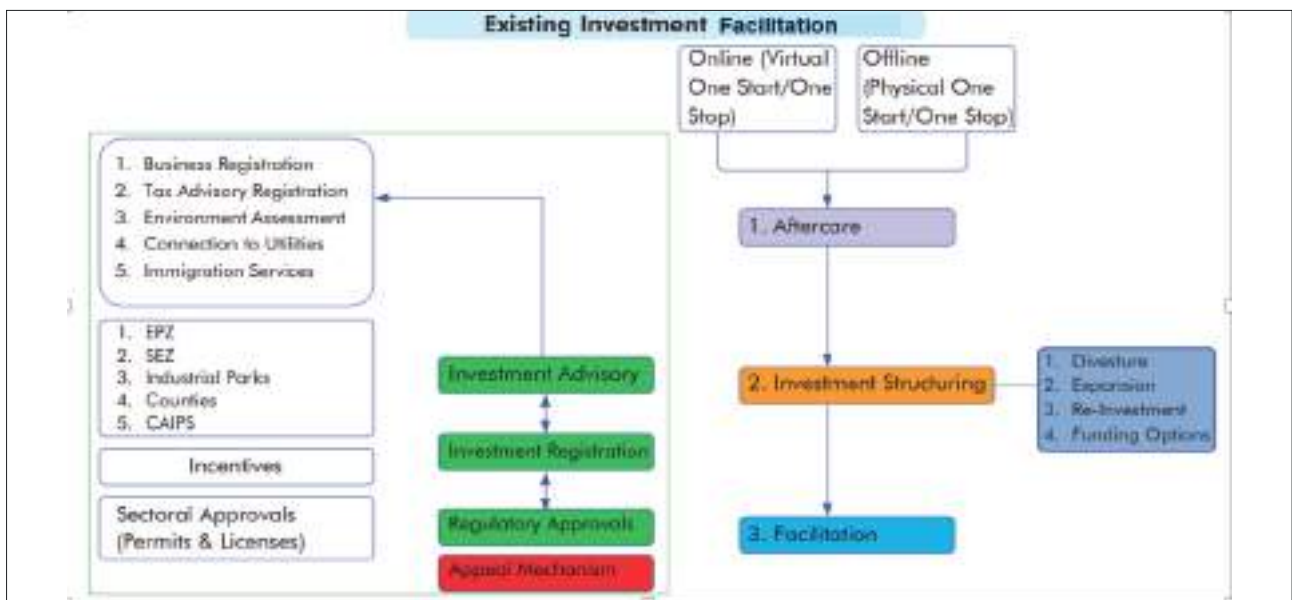 Existing Investment Facilitation
Online (Virtual
One Start/One
Stop)
Offline
(Physical One
Start/One Stop)
1. Business Registration
2. Tax Advisory Registration
3. Environment Assessment
4. Connection to Utilities
5. Immigration Services
1. EPZ
2. SEZ
3. Industrial Parks
4. Counties
5. CAIPS
Incentives
Sectoral Approvals
(Permits & Licenses)
Investment Advisory
Investment Registration
Regulatory Approvals
Appeal Mechanism
1. Aftercare
2. Investment Structuring
3. Facilitation
1. Divesture
2. Expansion
3. Re-Investment
4. Funding Options